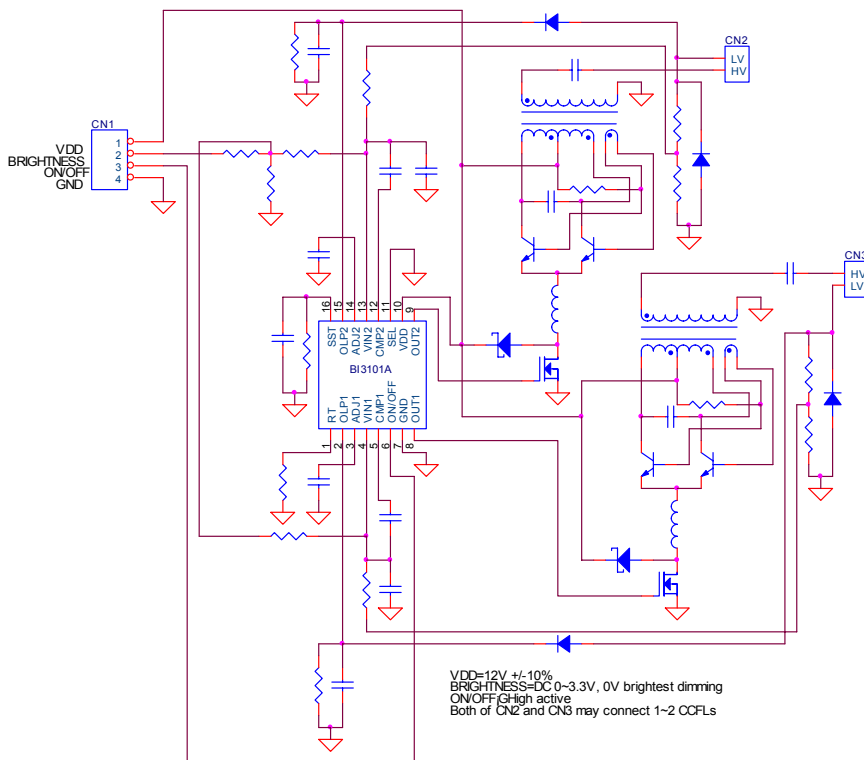 CN2
LV
HV
CN1
1
2
3
4
VDD
BRIGHTNESS
ON/OFF
GND
CN3
HV
LV
16 15 14 13 12 11 10 9
SST OLP2 ADJ2 VIN2 CMP2 SEL VDD OUT2
BI3101A
RT OLP1 ADJ1 VIN1 CMP1 ON/OFF GND OUT1
1 2 3 4 5 6 7 8
VDD=12V +/-10%
BRIGHTNESS=DC 0~3.3V, 0V brightest dimming
ON/OFF¡GHigh active
Both of CN2 and CN3 may connect 1~2 CCFLs